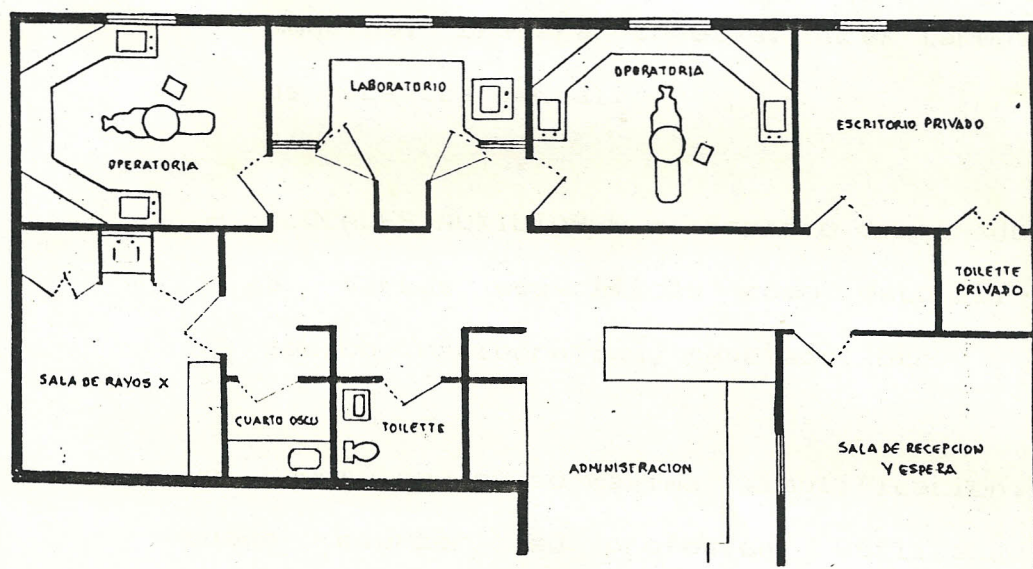 LABORATORIO
OPERATORIA
ESCRITORIO PRIVADO
OPERATORIA
TOILETTE
PRIVADO
SALA DE RAYOS X
CUARTO OSCU
TOILETTE
ADMINISTRACION
SALA DE RECEPCION
Y ESPERA